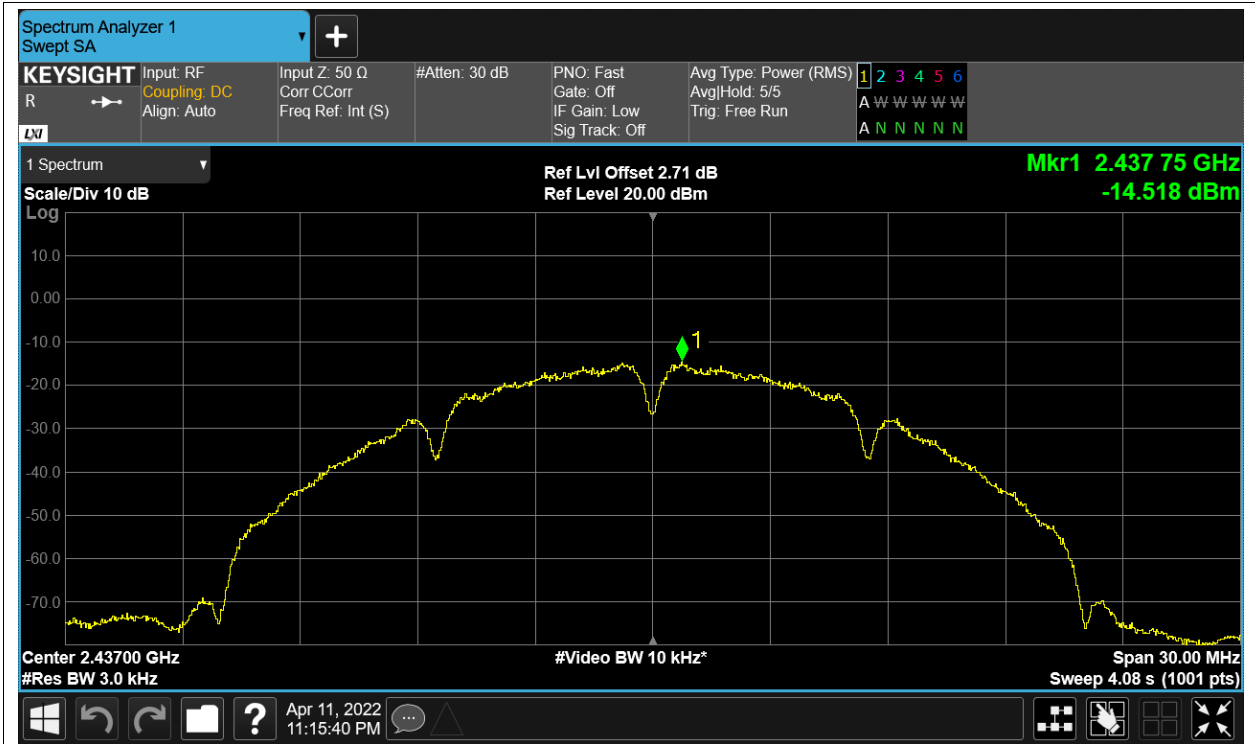 Spectrum Analyzer 1
Swept SA
KEYSIGHT
R
LXI
Input: RF
Coupling: DC
Align: Auto
Input Z: 50 Ω
Corr CCorr
Freq Ref: Int (S)
#Atten: 30 dB
PNO: Fast
Gate: Off
IF Gain: Low
Sig Track: Off
Avg Type: Power (RMS)
Avg|Hold: 5/5
Trig: Free Run
1 2 3 4 5 6
A W W W W W
A N N N N N
1 Spectrum
Scale/Div 10 dB
Log
Ref Lvl Offset 2.71 dB
Ref Level 20.00 dBm
Mkr1 2.437 75 GHz
-14.518 dBm
10.0
0.00
-10.0
-20.0
-30.0
-40.0
-50.0
-60.0
-70.0
1
Center 2.43700 GHz
#Res BW 3.0 kHz
#Video BW 10 kHz*
Span 30.00 MHz
Sweep 4.08 s (1001 pts)
?
Apr 11, 2022
11:15:40 PM